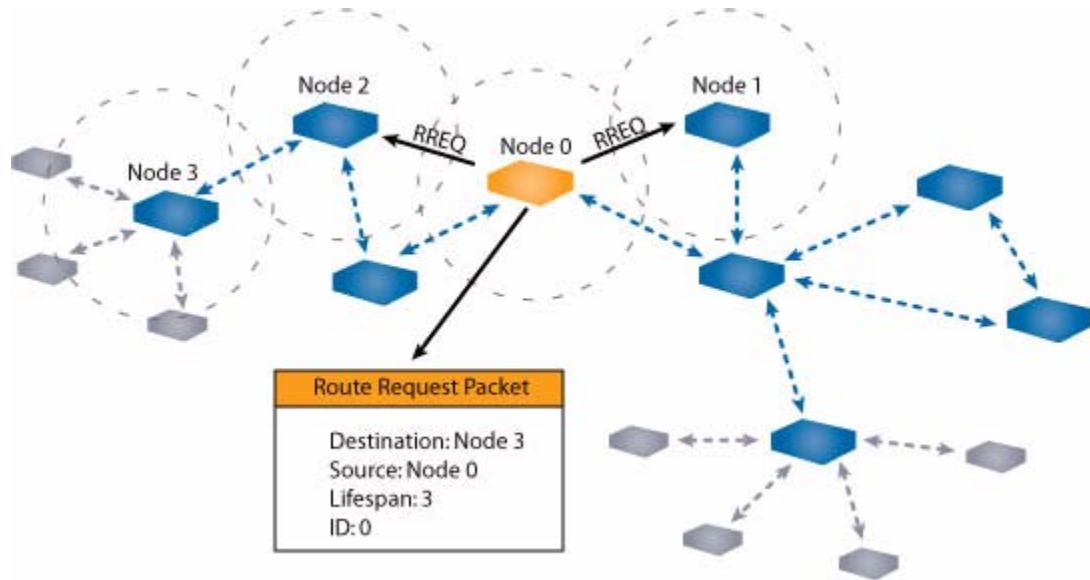 Node 2
Node 1
RREQ
RREQ
Node 0
Node 3
Route Request Packet
Destination: Node 3
Source: Node 0
Lifespan: 3
ID: 0